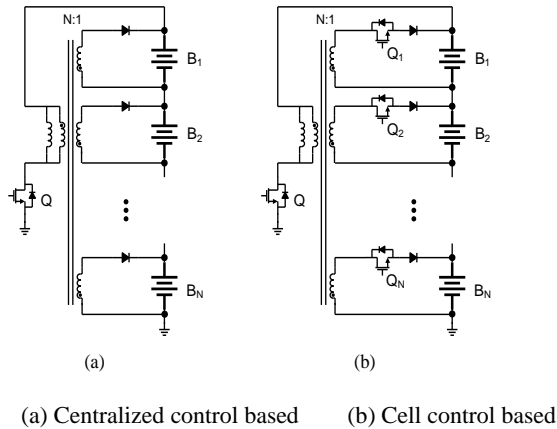 N:1
B1
B2
Q
BN
(a)
N:1
Q1
B1
Q2
B2
Q
QN
BN
(b)
(a) Centralized control based (b) Cell control based